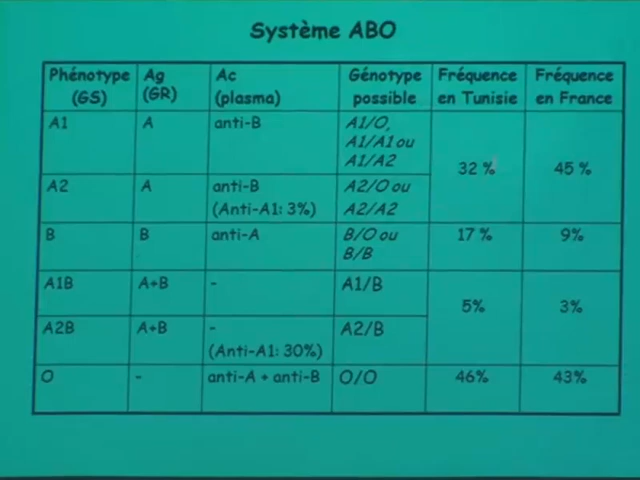 Système ABO
Phénotype (GS) Ag (GR) Ac (plasma) Génotype possible Fréquence en Tunisie Fréquence en France
A1 A anti-B A1/O, A1/A1 ou A1/A2 32 % 45 %
A2 A anti-B (Anti-A1: 3%) A2/O ou A2/A2
B B anti-A B/O ou B/B 17 % 9%
A1B A+B - A1/B 5% 3%
A2B A+B - (Anti-A1: 30%) A2/B
O - anti-A + anti-B O/O 46% 43%